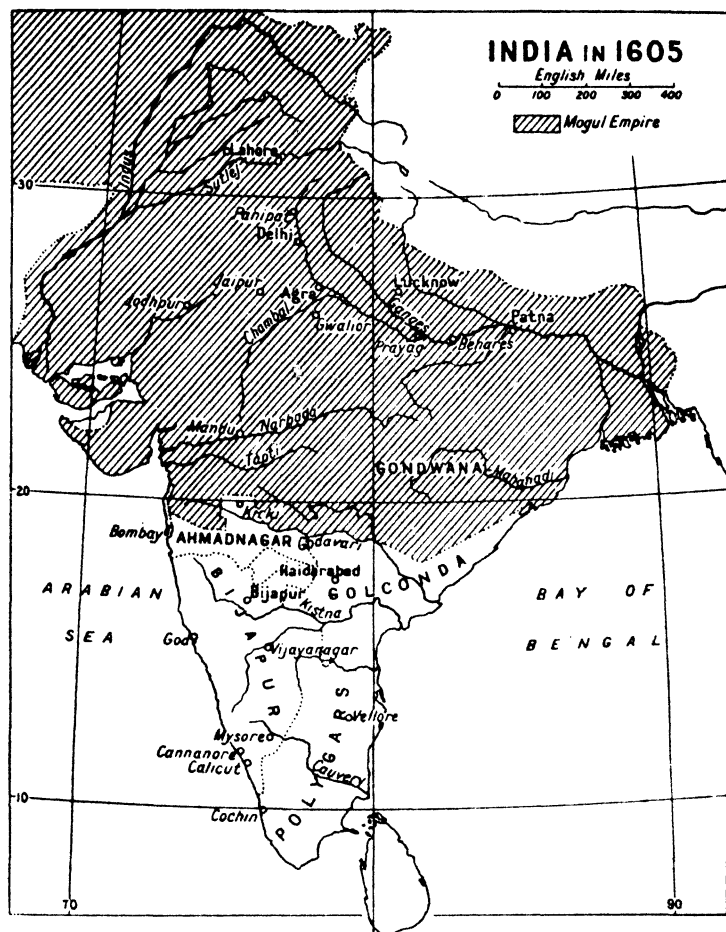 INDIA IN 1605
English Miles
0 100 200 300 400
Mogul Empire
Lahore
Indus
Sutlej
30
Panipat
Delhi
Jaipur
Jodhpur
Agra
Lucknow
Chambal
Gwalior
Ganges
Patna
Prayag
Benares
Mandu
Narbada
Tapti
GONDWANA
Mahanadi
20
Kirki
Bombay
AHMADNAGAR
Godavari
Haidarabad
GOLCONDA
BIJAPUR
Bijapur
Kistna
ARABIAN
SEA
BAY OF
BENGAL
Goa
Vijayanagar
Vellore
Mysore
Cannanore
Calicut
Cauvery
POLYGARS
10
Cochin
70
90